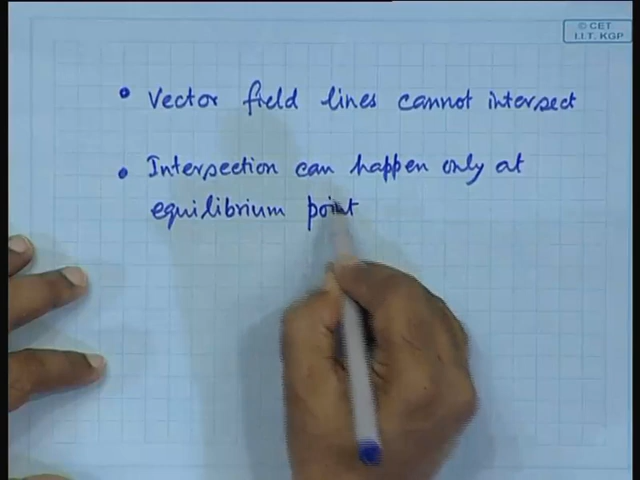 © CET
I.I.T. KGP
• Vector field lines cannot intersect
• Intersection can happen only at
equilibrium point